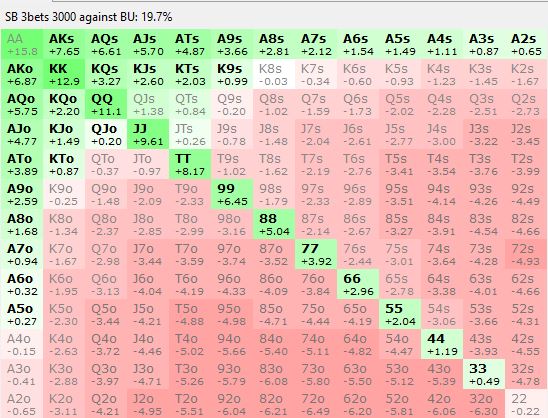 SB 3bets 3000 against BU: 19.7%
AA AKs AQs AJs ATs A9s A8s A7s A6s A5s A4s A3s A2s
+15.8 +7.65 +6.61 +5.70 +4.87 +3.66 +2.81 +2.12 +1.54 +1.49 +1.11 +0.87 +0.65
AKo KK KQs KJs KTs K9s K8s K7s K6s K5s K4s K3s K2s
+6.87 +12.9 +3.27 +2.60 +2.03 +0.99 -0.03 -0.34 -0.60 -0.93 -1.23 -1.45 -1.67
AQo KQo QQ QJs QTs Q9s Q8s Q7s Q6s Q5s Q4s Q3s Q2s
+5.75 +2.20 +11.1 +1.38 +0.84 -0.20 -1.02 -1.59 -1.73 -2.02 -2.28 -2.51 -2.73
AJo KJo QJo JJ JTs J9s J8s J7s J6s J5s J4s J3s J2s
+4.77 +1.49 +0.20 +9.61 +0.26 -0.78 -1.48 -2.04 -2.61 -2.77 -3.00 -3.22 -3.45
ATo KTo QTo JTo TT T9s T8s T7s T6s T5s T4s T3s T2s
+3.89 +0.87 -0.37 -0.97 +8.17 -1.02 -1.62 -2.19 -2.76 -3.41 -3.54 -3.76 -3.99
A9o K9o Q9o J9o T9o 99 98s 97s 96s 95s 94s 93s 92s
+2.59 -0.25 -1.48 -2.09 -2.33 +6.45 -1.79 -2.33 -2.89 -3.51 -4.14 -4.26 -4.49
A8o K8o Q8o J8o T8o 98o 88 87s 86s 85s 84s 83s 82s
+1.68 -1.34 -2.37 -2.85 -2.99 -3.16 +5.04 -2.14 -2.67 -3.27 -3.91 -4.54 -4.66
A7o K7o Q7o J7o T7o 97o 87o 77 76s 75s 74s 73s 72s
+0.94 -1.67 -2.98 -3.44 -3.59 -3.74 -3.52 +3.92 -2.44 -3.01 -3.64 -4.28 -4.93
A6o K6o Q6o J6o T6o 96o 86o 76o 66 65s 64s 63s 62s
+0.32 -1.95 -3.13 -4.04 -4.19 -4.33 -4.09 -3.84 +2.96 -2.78 -3.38 -4.01 -4.66
A5o K5o Q5o J5o T5o 95o 85o 75o 65o 55 54s 53s 52s
+0.27 -2.30 -3.44 -4.21 -4.88 -4.98 -4.71 -4.44 -4.19 +2.04 -3.06 -3.66 -4.31
A4o K4o Q4o J4o T4o 94o 84o 74o 64o 54o 44 43s 42s
-0.15 -2.63 -3.72 -4.46 -5.02 -5.66 -5.40 -5.11 -4.82 -4.47 +1.19 -3.93 -4.55
A3o K3o Q3o J3o T3o 93o 83o 73o 63o 53o 43o 33 32s
-0.41 -2.88 -3.97 -4.71 -5.26 -5.79 -6.08 -5.80 -5.50 -5.12 -5.39 +0.49 -4.78
A2o K2o Q2o J2o T2o 92o 82o 72o 62o 52o 42o 32o 22
-0.65 -3.11 -4.21 -4.95 -5.51 -6.04 -6.21 -6.49 -6.20 -5.81 -6.06 -6.30 -0.22